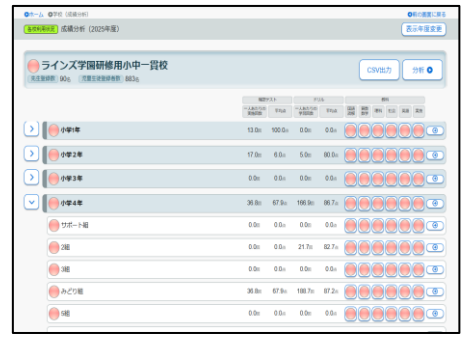 ホーム 学校 (成績分析) 前の画面に戻る
各校利用状況 成績分析 (2025年度) 表示年度変更
ラインズ学園研修用小中一貫校
先生登録数 90名 児童生徒登録者数 883名
CSV出力 分析
確認テスト ドリル 教科
一人あたりの実施回数 平均点 一人あたりの学習回数 平均点 国語 算数 理科 社会 英語
小学1年 13.0回 100.0点 0.0回 0.0点
小学2年 17.0回 6.0点 5.0回 80.0点
小学3年 0.0回 0.0点 0.0回 0.0点
小学4年 36.8回 67.9点 166.9回 86.7点
サポート組 0.0回 0.0点 0.0回 0.0点
2組 0.0回 0.0点 21.7回 82.7点
3組 0.0回 0.0点 0.0回 0.0点
みどり組 36.8回 67.9点 188.7回 87.2点
5組 0.0回 0.0点 0.0回 0.0点